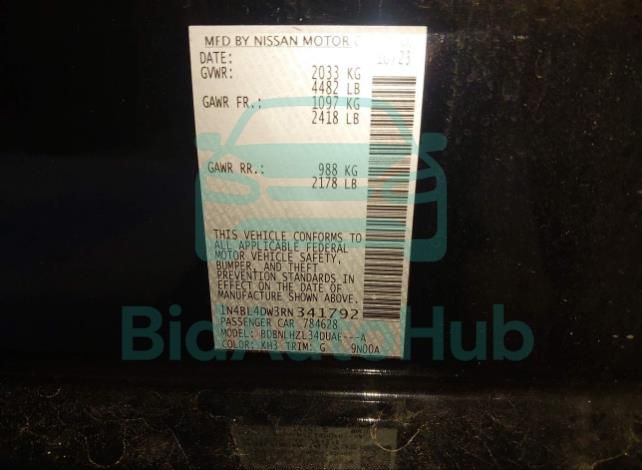 MFD BY NISSAN MOTOR
DATE: 10/23
GVWR: 2033 KG
4482 LB
GAWR FR.: 1097 KG
2418 LB
GAWR RR.: 988 KG
2178 LB
THIS VEHICLE CONFORMS TO
ALL APPLICABLE FEDERAL
MOTOR VEHICLE SAFETY,
BUMPER, AND THEFT
PREVENTION STANDARDS IN
EFFECT ON THE DATE OF
MANUFACTURE SHOWN ABOVE.
1N4BL4DW3RN341792
PASSENGER CAR 784628
MODEL: BDBNLHZL34DUAE---A
COLOR: KH3 TRIM: G 9N00A
BidAutoHub